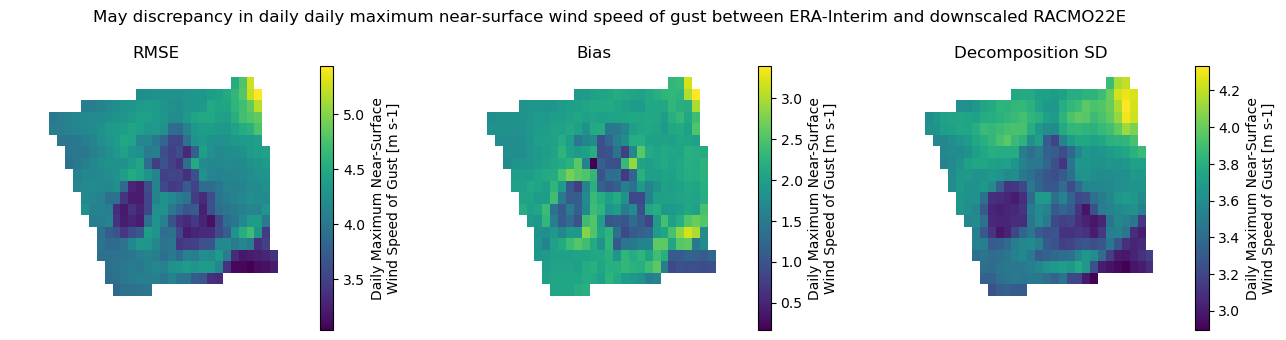 May discrepancy in daily daily maximum near-surface wind speed of gust between ERA-Interim and downscaled RACMO22E
RMSE
5.0
4.5
4.0
3.5
Daily Maximum Near-Surface
Wind Speed of Gust [m s-1]
Bias
3.0
2.5
2.0
1.5
1.0
0.5
Daily Maximum Near-Surface
Wind Speed of Gust [m s-1]
Decomposition SD
4.2
4.0
3.8
3.6
3.4
3.2
3.0
Daily Maximum Near-Surface
Wind Speed of Gust [m s-1]